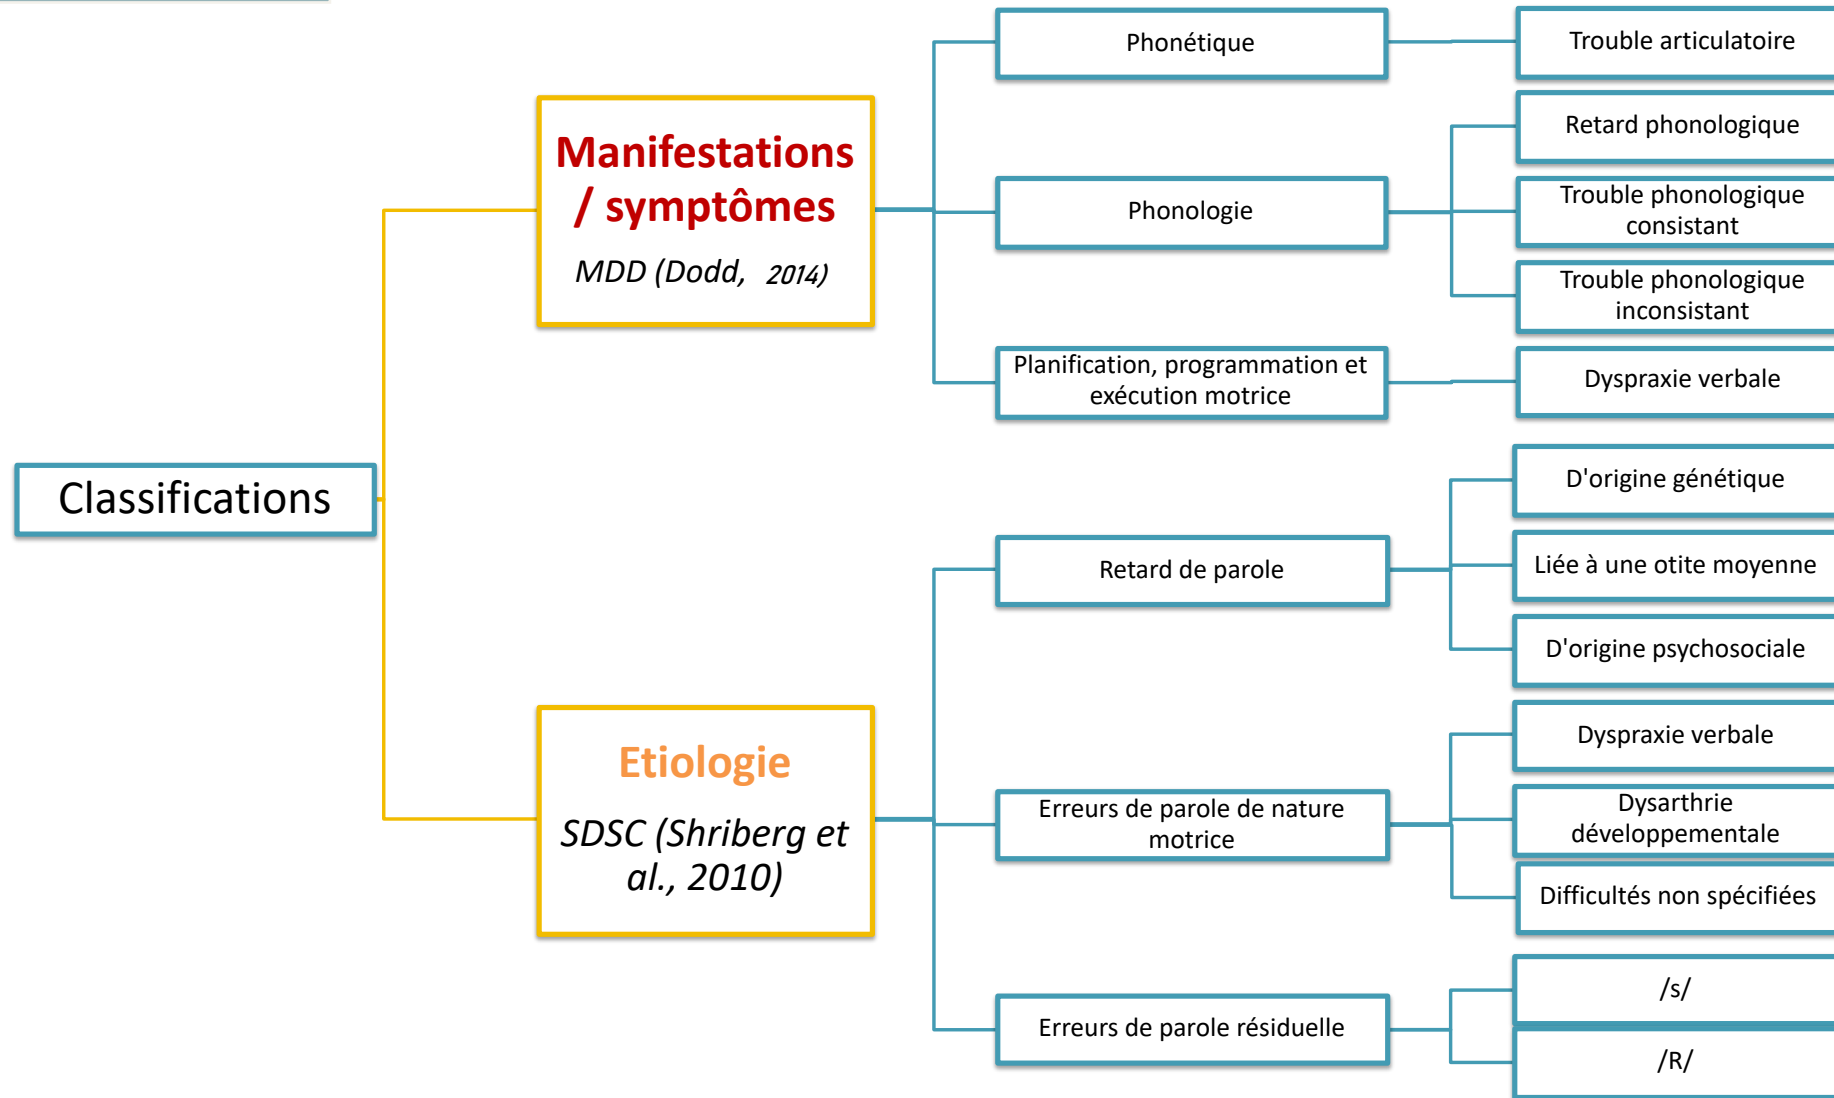 Classifications
Manifestations
/ symptômes
MDD (Dodd, 2014)
Phonétique
Trouble articulatoire
Phonologie
Retard phonologique
Trouble phonologique
consistant
Trouble phonologique
inconsistant
Planification, programmation et
exécution motrice
Dyspraxie verbale
Etiologie
SDSC (Shriberg et
al., 2010)
Retard de parole
D'origine génétique
Liée à une otite moyenne
D'origine psychosociale
Erreurs de parole de nature
motrice
Dyspraxie verbale
Dysarthrie
développementale
Difficultés non spécifiées
Erreurs de parole résiduelle
/s/
/R/